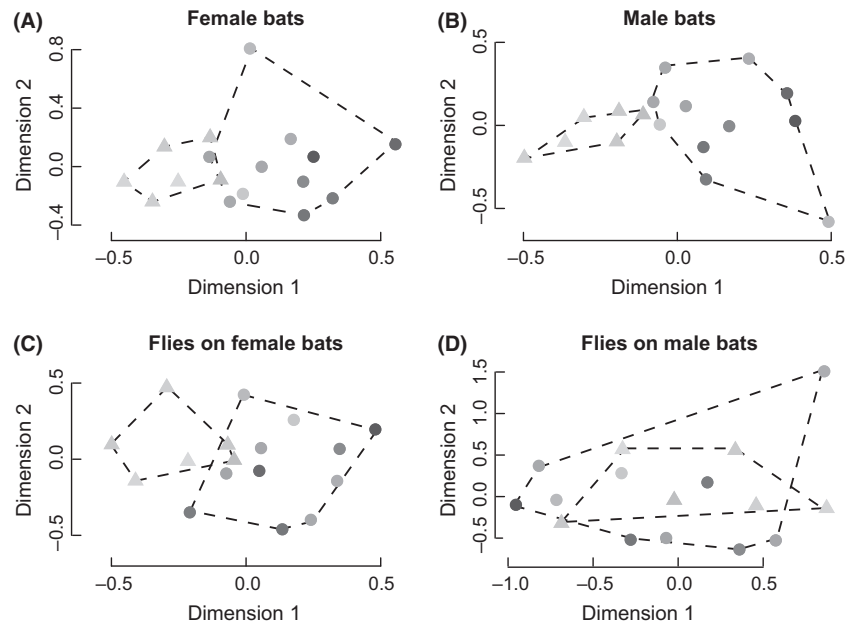 (A) Female bats
0.8
0.4
0.0
−0.4
Dimension 2
−0.5 0.0 0.5
Dimension 1
(B) Male bats
0.5
0.0
−0.5
Dimension 2
−0.5 0.0 0.5
Dimension 1
(C) Flies on female bats
0.5
0.0
−0.5
Dimension 2
−0.5 0.0 0.5
Dimension 1
(D) Flies on male bats
1.5
0.5
0.0
−0.5
Dimension 2
−1.0 −0.5 0.0 0.5
Dimension 1